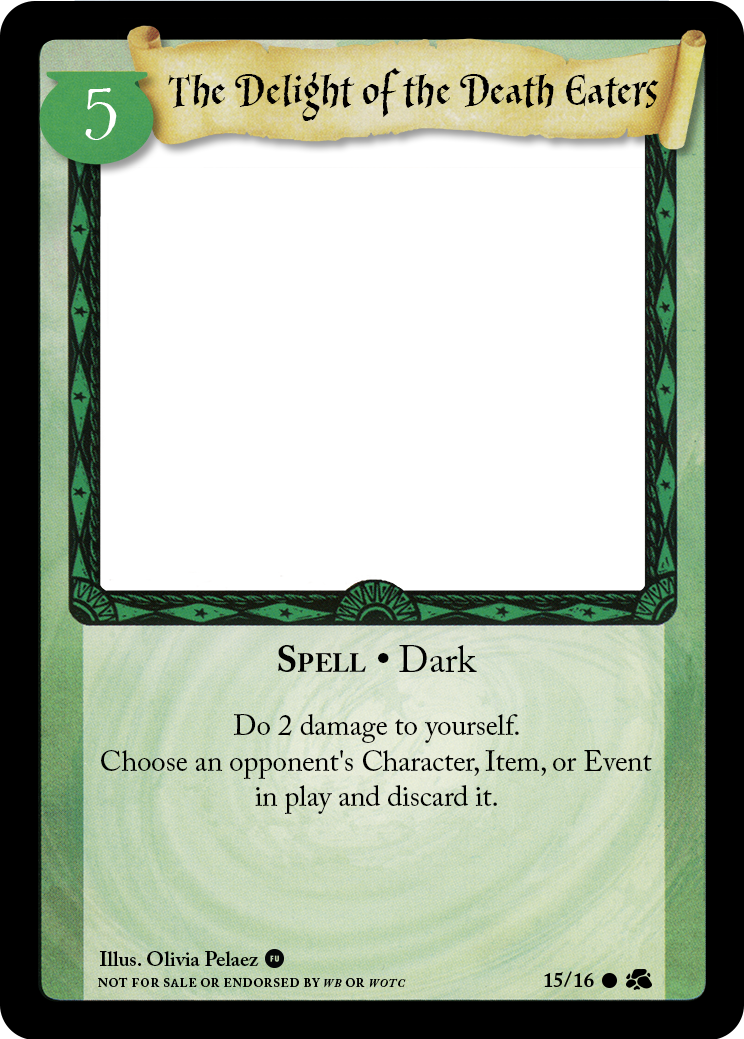 5
The Delight of the Death Eaters
SPELL • Dark
Do 2 damage to yourself.
Choose an opponent's Character, Item, or Event
in play and discard it.
Illus. Olivia Pelaez FU
NOT FOR SALE OR ENDORSED BY WB OR WOTC
15/16